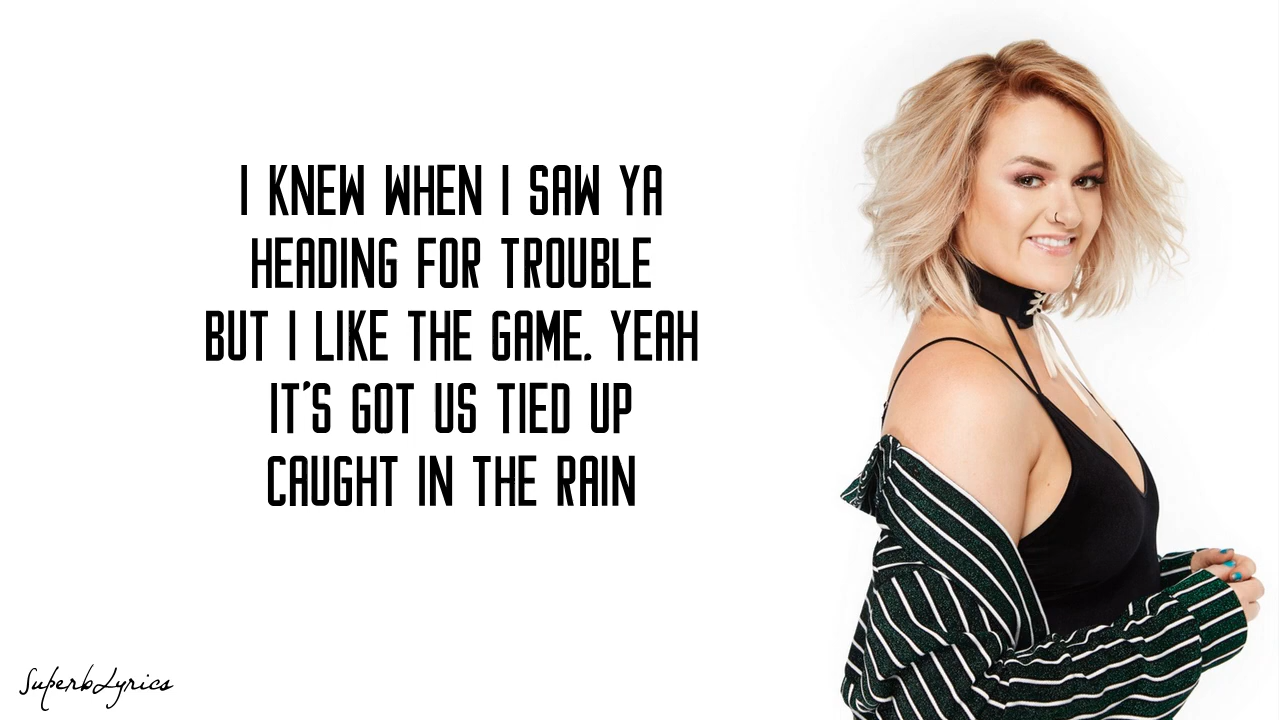 I KNEW WHEN I SAW YA
HEADING FOR TROUBLE
BUT I LIKE THE GAME. YEAH
IT'S GOT US TIED UP
CAUGHT IN THE RAIN
SuperbLyrics